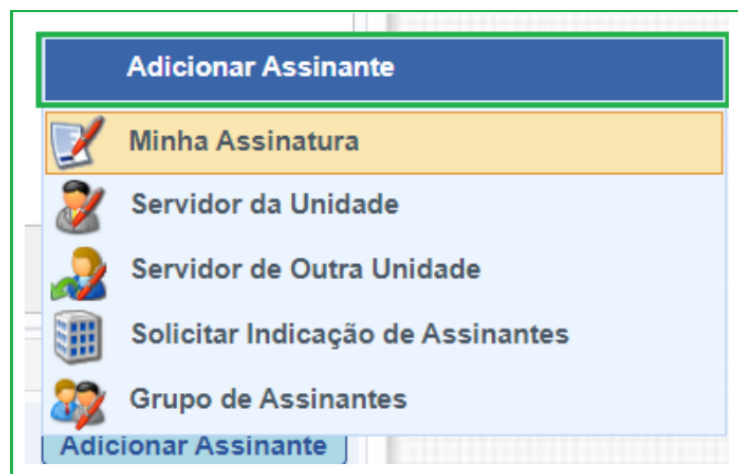 Adicionar Assinante
Minha Assinatura
Servidor da Unidade
Servidor de Outra Unidade
Solicitar Indicação de Assinantes
Grupo de Assinantes
Adicionar Assinante